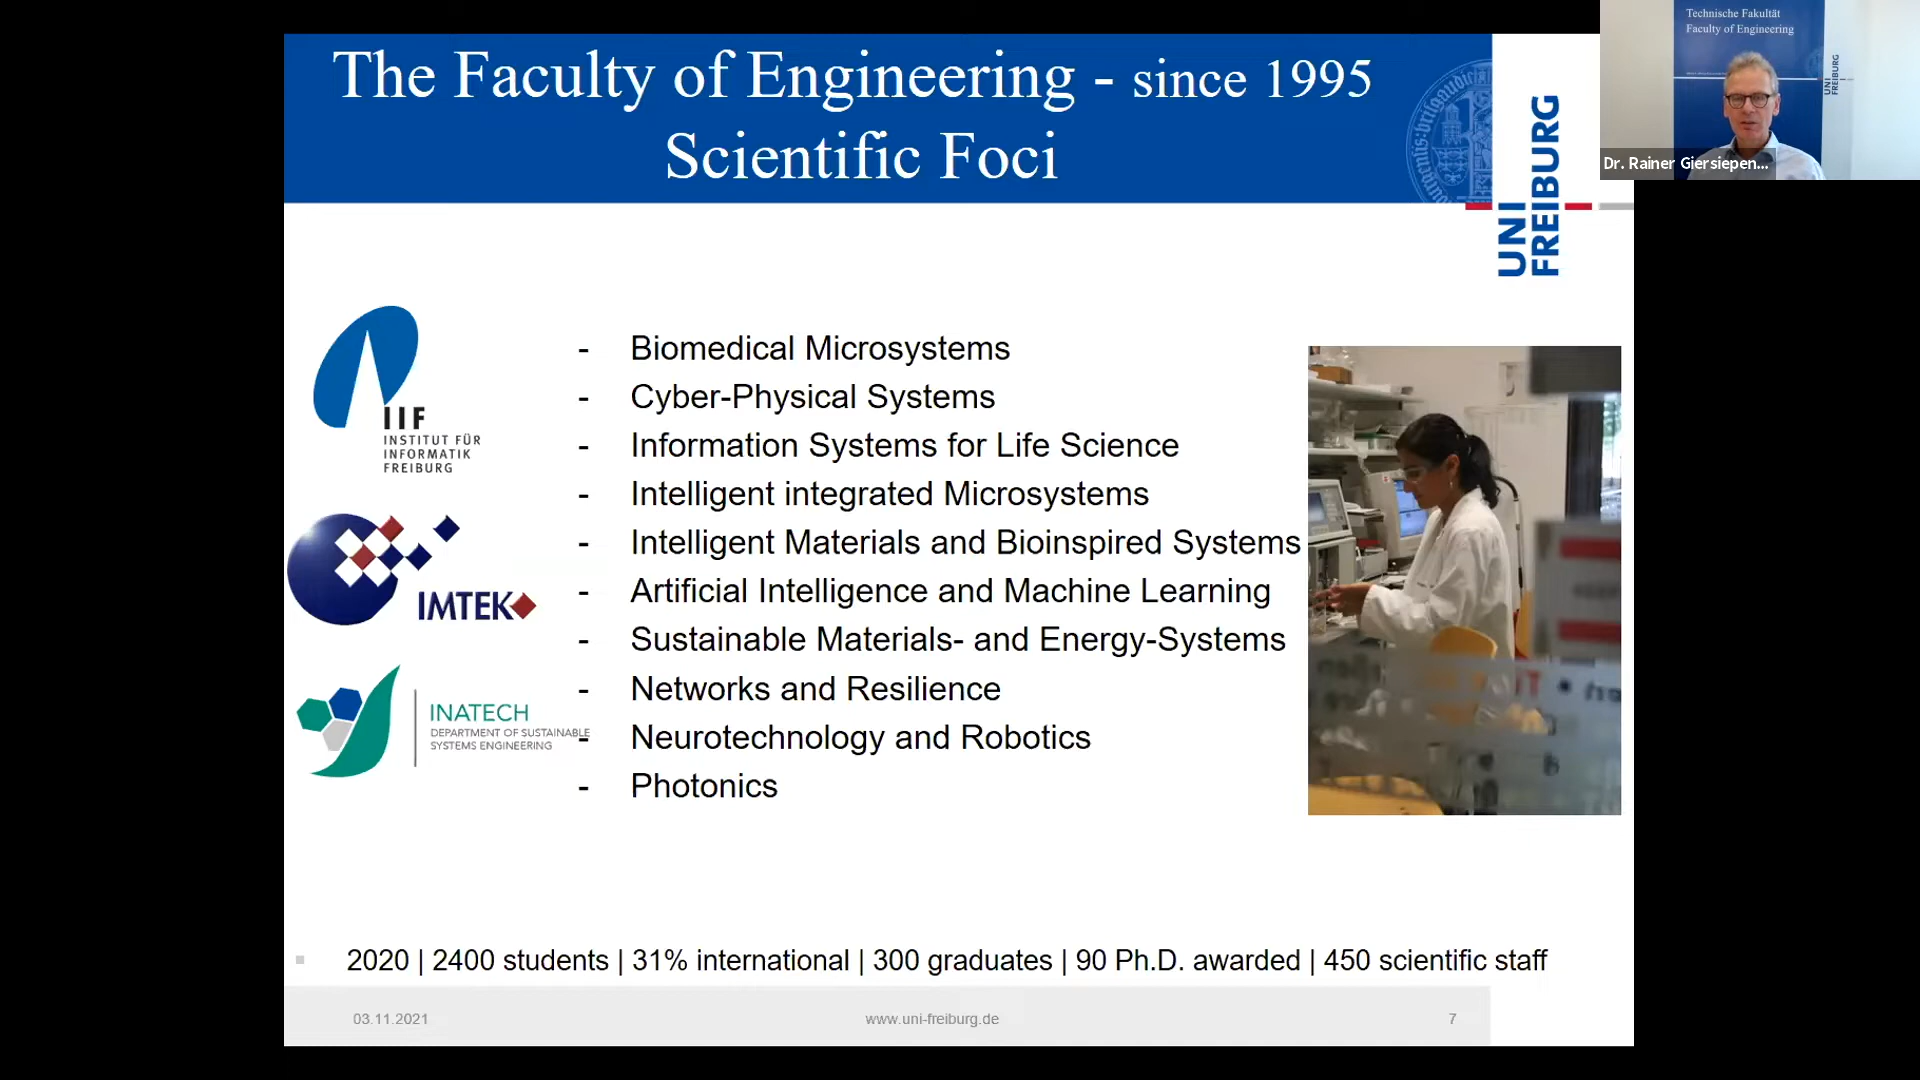 The Faculty of Engineering - since 1995
Scientific Foci
UNI
FREIBURG
Technische Fakultät
Faculty of Engineering
UNI
FREIBURG
Dr. Rainer Giersiepen...
IIF
INSTITUT FÜR
INFORMATIK
FREIBURG
IMTEK
INATECH
DEPARTMENT OF SUSTAINABLE
SYSTEMS ENGINEERING
- Biomedical Microsystems
- Cyber-Physical Systems
- Information Systems for Life Science
- Intelligent integrated Microsystems
- Intelligent Materials and Bioinspired Systems
- Artificial Intelligence and Machine Learning
- Sustainable Materials- and Energy-Systems
- Networks and Resilience
- Neurotechnology and Robotics
- Photonics
2020 | 2400 students | 31% international | 300 graduates | 90 Ph.D. awarded | 450 scientific staff
03.11.2021
www.uni-freiburg.de
7